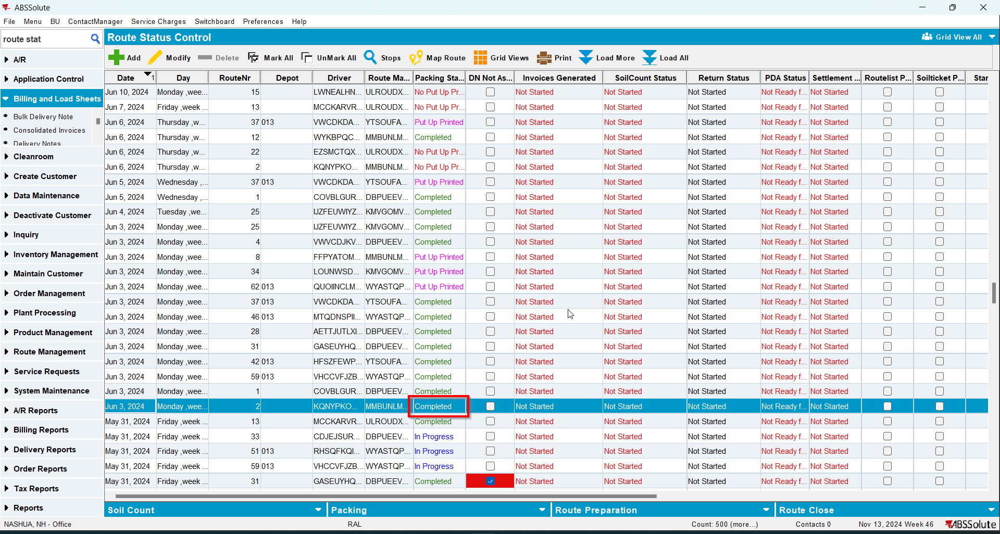 ABSSolute
File Menu BU ContactManager Service Charges Switchboard Preferences Help
route stat
Route Status Control
Grid View All
Add Modify Delete Mark All UnMark All Stops Map Route Grid Views Print Load More Load All
A/R
Application Control
Billing and Load Sheets
Bulk Delivery Note
Consolidated Invoices
Delivery Notes
Cleanroom
Create Customer
Data Maintenance
Deactivate Customer
Inquiry
Inventory Management
Maintain Customer
Order Management
Plant Processing
Product Management
Route Management
Service Requests
System Maintenance
A/R Reports
Billing Reports
Delivery Reports
Order Reports
Tax Reports
Reports
Date 1 Day RouteNr Depot Driver Route Ma... Packing Sta... DN Not As... Invoices Generated SoilCount Status Return Status PDA Status Settlement ... Routelist P... Soilticket P... Star
Jun 10, 2024 Monday ,wee... 15 LWNEALHN... ULROUDX... No Put Up Pr... Not Started Not Started Not Started Not Ready f... Not Started
Jun 7, 2024 Friday ,week ... 13 MCCKARVR... ULROUDX... No Put Up Pr... Not Started Not Started Not Started Not Ready f... Not Started
Jun 6, 2024 Thursday ,w... 37 013 VWCDKDA... YTSOUFA... Put Up Printed Not Started Not Started Not Started Not Ready f... Not Started
Jun 6, 2024 Thursday ,w... 12 WYKBPQC... MMBUNLM... Completed Not Started Not Started Not Started Not Ready f... Not Started
Jun 6, 2024 Thursday ,w... 22 EZSMCTQX... ULROUDX... No Put Up Pr... Not Started Not Started Not Started Not Ready f... Not Started
Jun 6, 2024 Thursday ,w... 2 KQNYPKO... MMBUNLM... No Put Up Pr... Not Started Not Started Not Started Not Ready f... Not Started
Jun 5, 2024 Wednesday ,... 37 013 VWCDKDA... YTSOUFA... Put Up Printed Not Started Not Started Not Started Not Ready f... Not Started
Jun 5, 2024 Wednesday ,... 1 COVBLGUR... DBPUEEV... Completed Not Started Not Started Not Started Not Ready f... Not Started
Jun 4, 2024 Tuesday ,we... 25 IJZFEUWIYZ... KMVGOMV... Completed Not Started Not Started Not Started Not Ready f... Not Started
Jun 3, 2024 Monday ,wee... 25 IJZFEUWIYZ... KMVGOMV... Completed Not Started Not Started Not Started Not Ready f... Not Started
Jun 3, 2024 Monday ,wee... 4 VWVCDJKV... DBPUEEV... Completed Not Started Not Started Not Started Not Ready f... Not Started
Jun 3, 2024 Monday ,wee... 8 FFPYATOM... MMBUNLM... Put Up Printed Not Started Not Started Not Started Not Ready f... Not Started
Jun 3, 2024 Monday ,wee... 34 LOUNWSD... KMVGOMV... Put Up Printed Not Started Not Started Not Started Not Ready f... Not Started
Jun 3, 2024 Monday ,wee... 62 013 QUOIINCLM... WYASTQP... Put Up Printed Not Started Not Started Not Started Not Ready f... Not Started
Jun 3, 2024 Monday ,wee... 37 013 VWCDKDA... YTSOUFA... Completed Not Started Not Started Not Started Not Ready f... Not Started
Jun 3, 2024 Monday ,wee... 46 013 MTQDNSPII... WYASTQP... Completed Not Started Not Started Not Started Not Ready f... Not Started
Jun 3, 2024 Monday ,wee... 28 AETTJUTLXI... DBPUEEV... Completed Not Started Not Started Not Started Not Ready f... Not Started
Jun 3, 2024 Monday ,wee... 31 GASEUYHQ... DBPUEEV... Completed Not Started Not Started Not Started Not Ready f... Not Started
Jun 3, 2024 Monday ,wee... 42 013 HFSZFEWP... YTSOUFA... Completed Not Started Not Started Not Started Not Ready f... Not Started
Jun 3, 2024 Monday ,wee... 59 013 VHCCVFJZB... WYASTQP... Completed Not Started Not Started Not Started Not Ready f... Not Started
Jun 3, 2024 Monday ,wee... 1 COVBLGUR... DBPUEEV... Completed Not Started Not Started Not Started Not Ready f... Not Started
Jun 3, 2024 Monday ,wee... 2 KQNYPKO... MMBUNLM... Completed Not Started Not Started Not Started Not Ready f... Not Started
May 31, 2024 Friday ,week ... 13 MCCKARVR... ULROUDX... Completed Not Started Not Started Not Started Not Ready f... Not Started
May 31, 2024 Friday ,week ... 33 CDJEJSUR... DBPUEEV... In Progress Not Started Not Started Not Started Not Ready f... Not Started
May 31, 2024 Friday ,week ... 51 013 RHSQFKQI... WYASTQP... In Progress Not Started Not Started Not Started Not Ready f... Not Started
May 31, 2024 Friday ,week ... 59 013 VHCCVFJZB... WYASTQP... In Progress Not Started Not Started Not Started Not Ready f... Not Started
May 31, 2024 Friday ,week ... 31 GASEUYHQ... DBPUEEV... Completed Not Started Not Started Not Started Not Ready f... Not Started
Soil Count Packing Route Preparation Route Close
NASHUA, NH - Office RAL Count: 500 (more...) Contacts 0 Nov 13, 2024 Week 46 ABSSolute